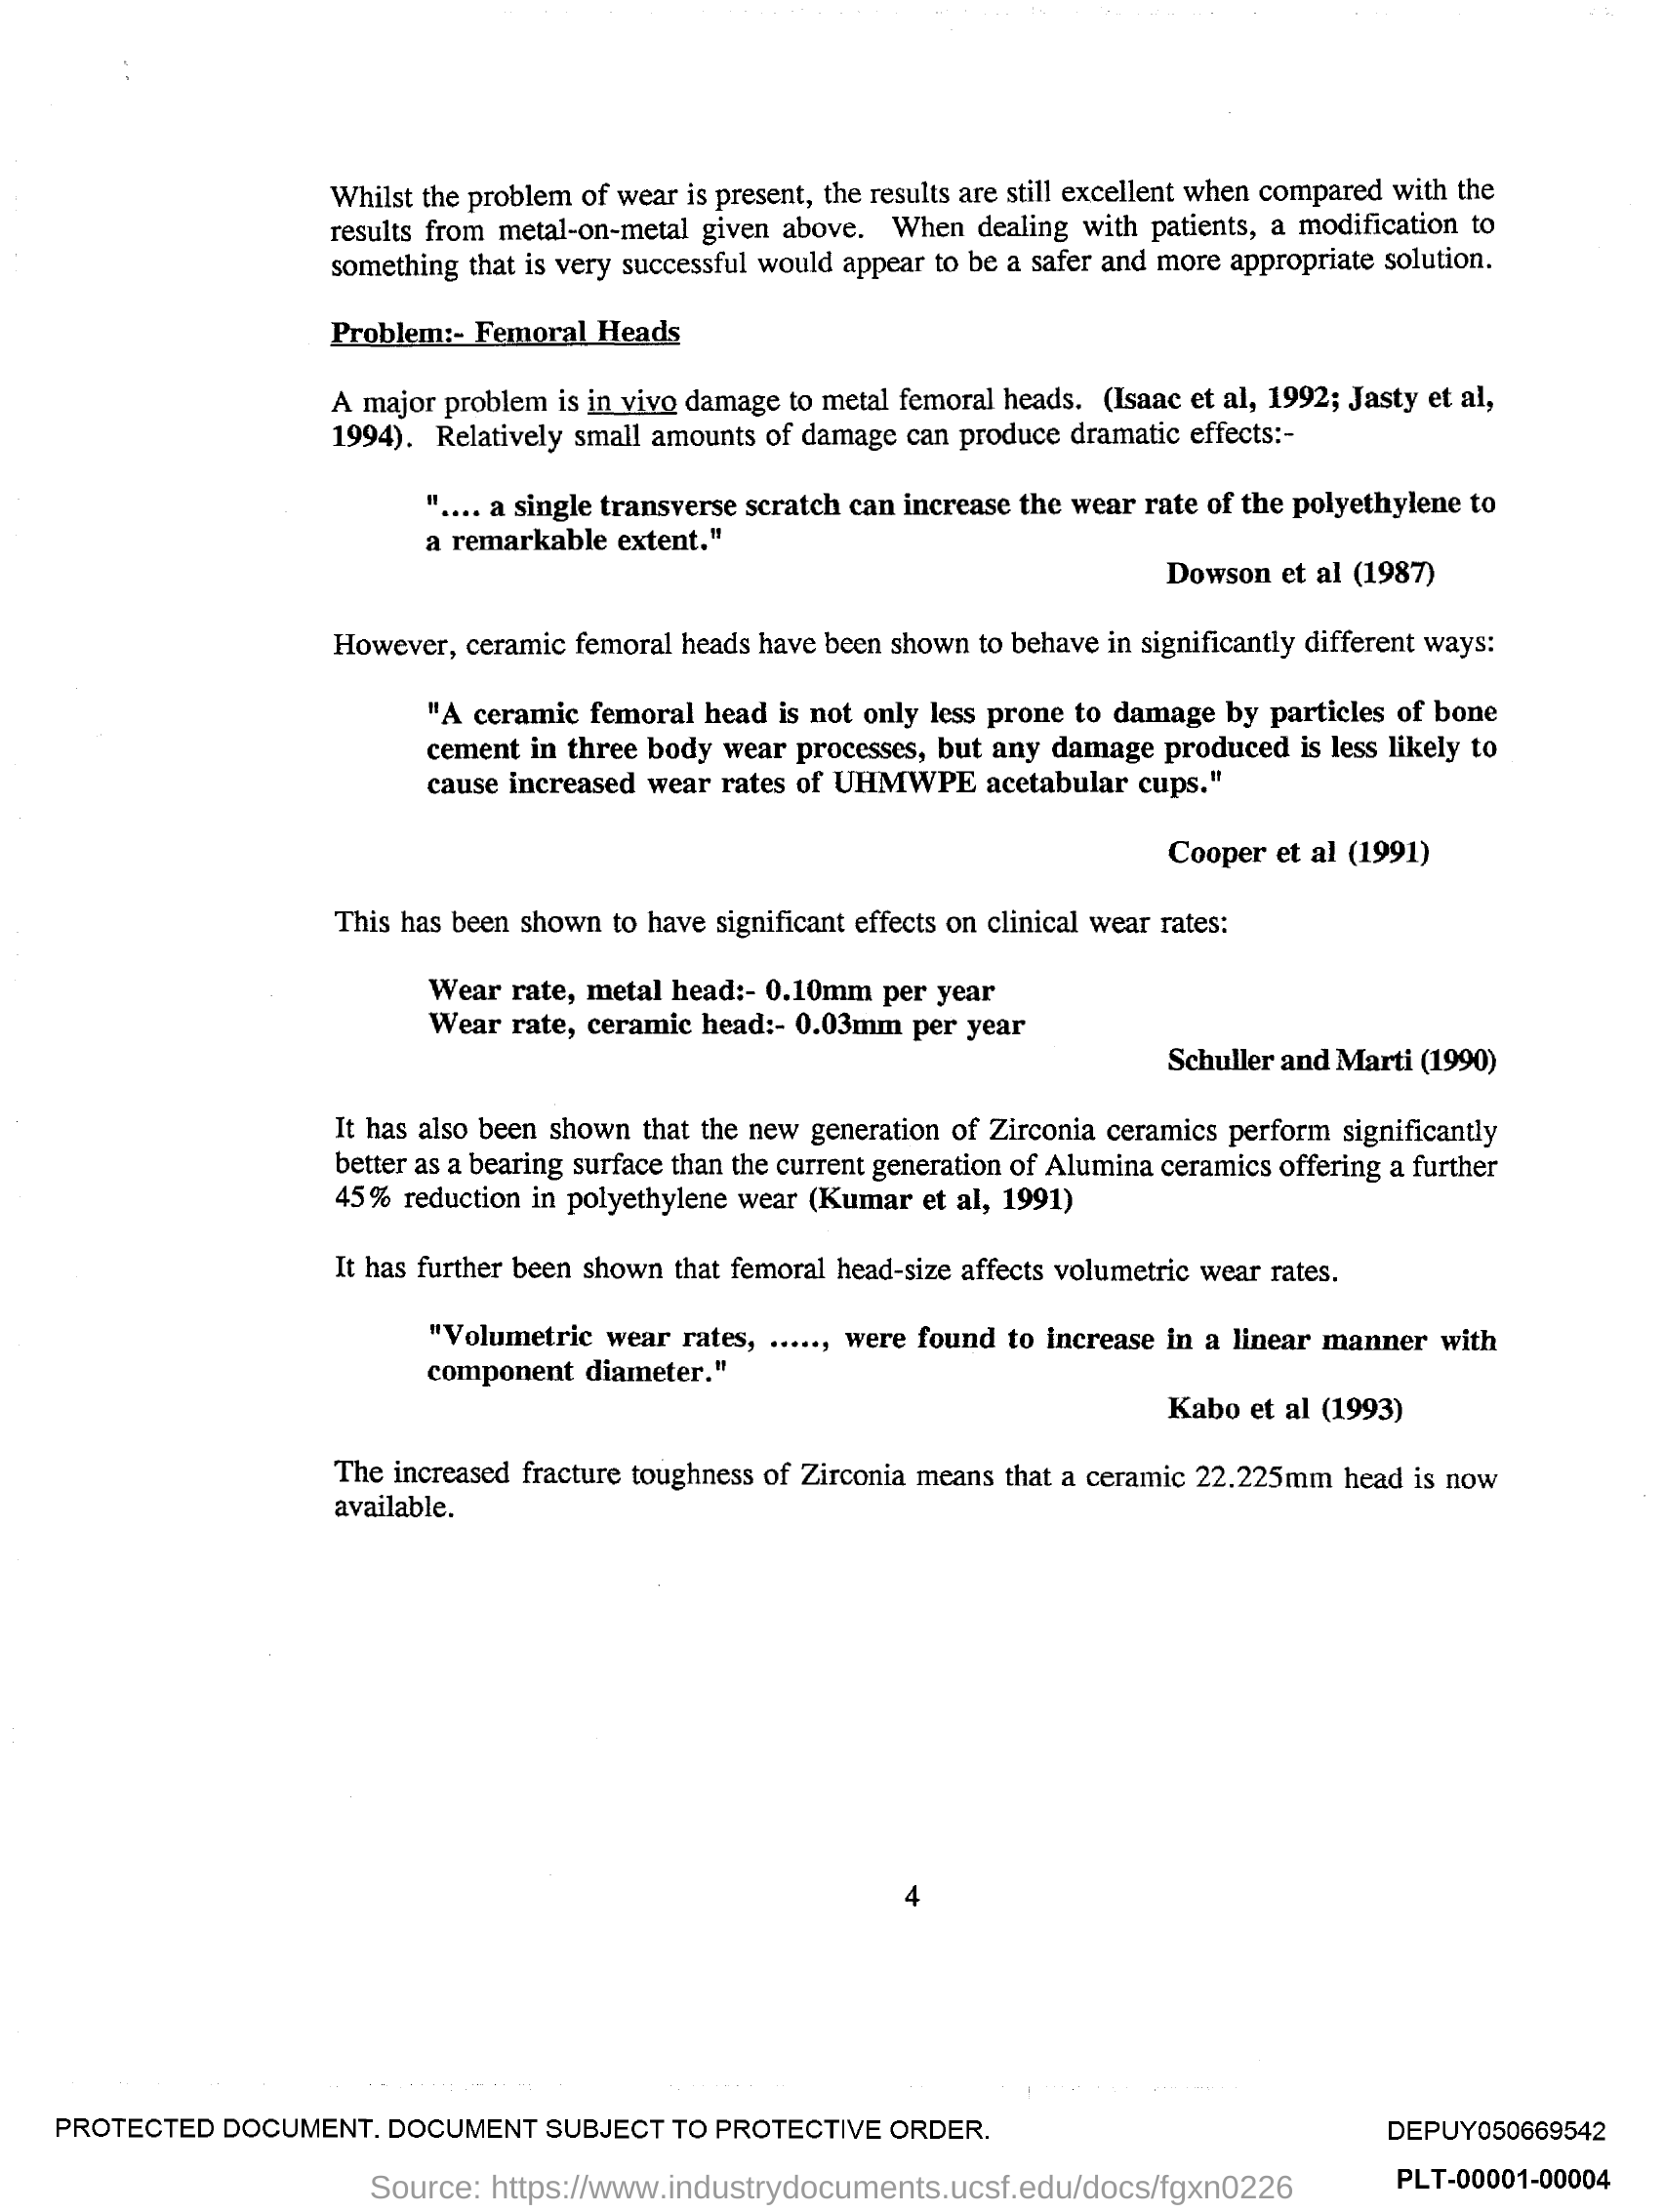 Whilst the problem of wear is present, the results are still excellent when compared with the
results from metal-on-metal given above. When dealing with patients, a modification to
something that is very successful would appear to be a safer and more appropriate solution.
Problem:- Femoral Heads
A major problem is in vivo damage to metal femoral heads. (Isaac et al, 1992; Jasty et al,
1994). Relatively small amounts of damage can produce dramatic effects:-
".... a single transverse scratch can increase the wear rate of the polyethylene to
a remarkable extent."
Dowson et al (1987)
However, ceramic femoral heads have been shown to behave in significantly different ways:
"A ceramic femoral head is not only less prone to damage by particles of bone
cement in three body wear processes, but any damage produced is less likely to
cause increased wear rates of UHMWPE acetabular cups."
Cooper et al (1991)
This has been shown to have significant effects on clinical wear rates:
Wear rate, metal head:- 0.10mm per year
Wear rate, ceramic head:- 0.03mm per year
Schuller and Marti (1990)
It has also been shown that the new generation of Zirconia ceramics perform significantly
better as a bearing surface than the current generation of Alumina ceramics offering a further
45% reduction in polyethylene wear (Kumar et al, 1991)
It has further been shown that femoral head-size affects volumetric wear rates.
"Volumetric wear rates, ....., were found to increase in a linear manner with
component diameter."
Kabo et al (1993)
The increased fracture toughness of Zirconia means that a ceramic 22.225mm head is now
available.
4
PROTECTED DOCUMENT. DOCUMENT SUBJECT TO PROTECTIVE ORDER.
DEPUY050669542
PLT-00001-00004
Source: https://www.industrydocuments.ucsf.edu/docs/fgxn0226